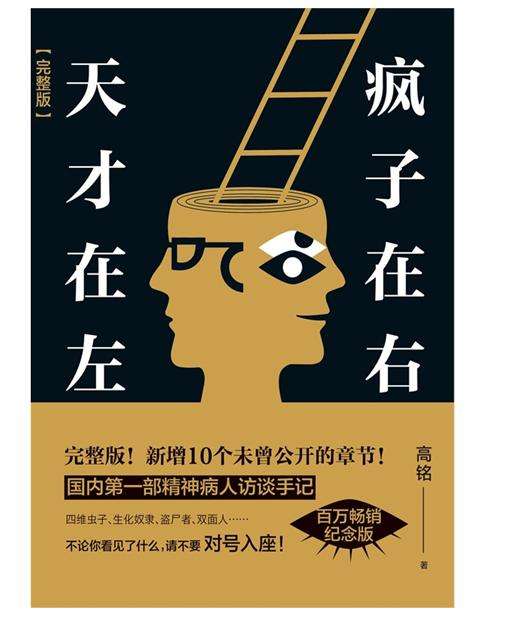 【完整版】
天才在左
疯子在右
完整版！新增10个未曾公开的章节！
国内第一部精神病人访谈手记
四维虫子、生化奴隶、盗尸者、双面人……
不论你看见了什么，请不要 对号入座！
百万畅销
纪念版
高铭
著